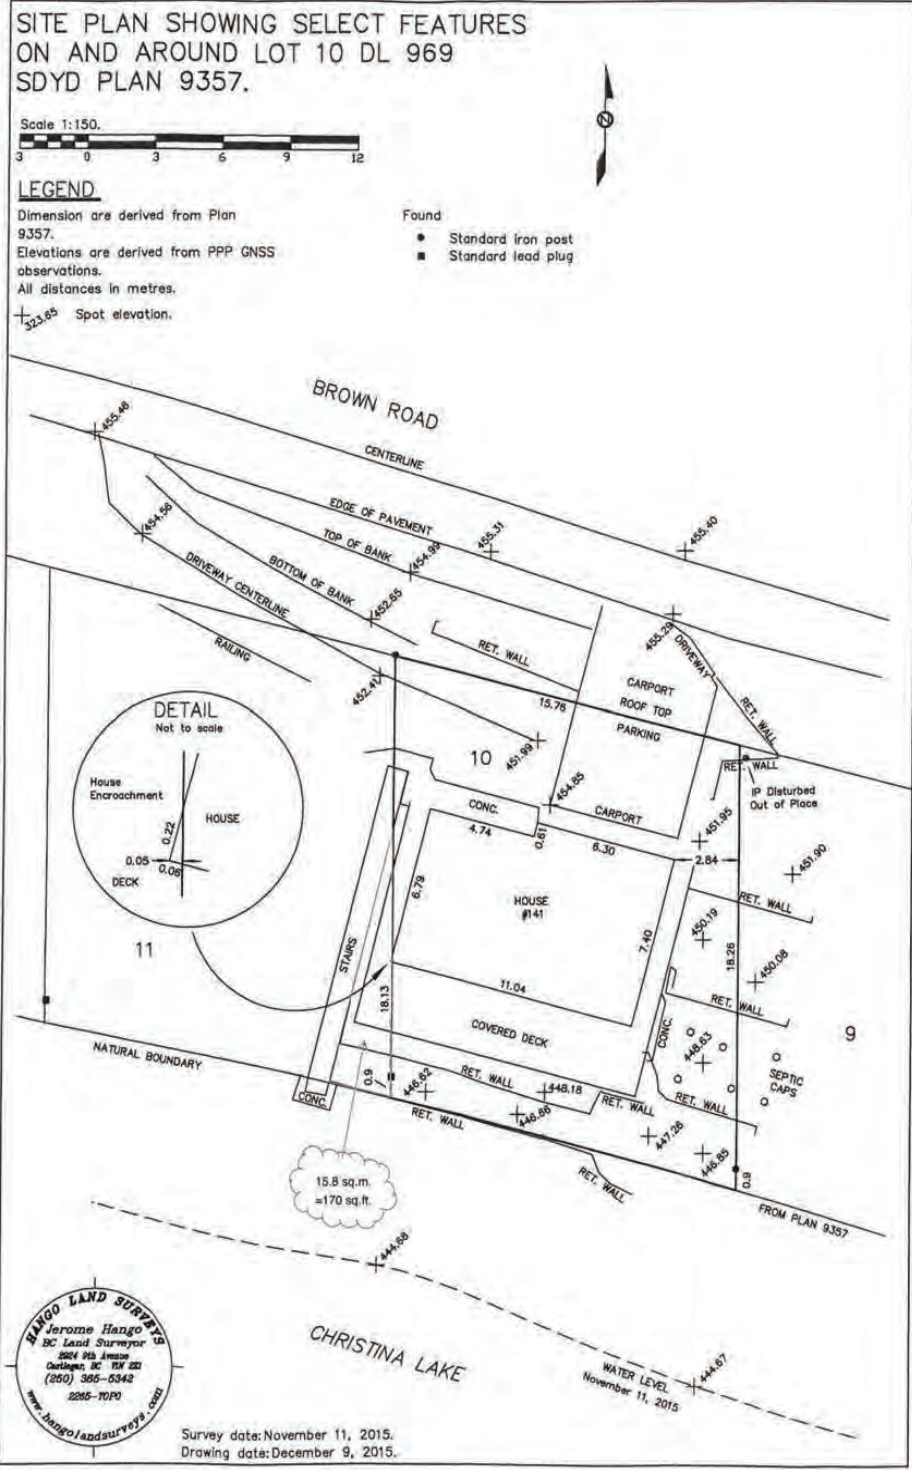 SITE PLAN SHOWING SELECT FEATURES
ON AND AROUND LOT 10 DL 969
SDYD PLAN 9357.
Scale 1:150.
3 0 3 6 9 12
N
LEGEND
Dimension are derived from Plan
9357.
Elevations are derived from PPP GNSS
observations.
All distances in metres.
323.65 Spot elevation.
Found
Standard iron post
Standard lead plug
BROWN ROAD
CENTERLINE
455.46
EDGE OF PAVEMENT
455.31
455.40
454.56
TOP OF BANK
454.99
BOTTOM OF BANK
452.65
DRIVEWAY CENTERLINE
RAILING
RET. WALL
455.29
DRIVEWAY
452.41
CARPORT
ROOF TOP
PARKING
15.76
RET. WALL
DETAIL
Not to scale
House
Encroachment
HOUSE
0.22
0.05
0.06
DECK
10
451.99
RET. WALL
IP Disturbed
Out of Place
454.85
CONC.
4.74
0.61
CARPORT
6.30
451.95
2.84
451.90
6.79
HOUSE
#141
RET. WALL
450.19
7.40
18.26
450.08
11
STAIRS
18.13
11.04
RET. WALL
9
COVERED DECK
CONC.
448.63
SEPTIC
CAPS
NATURAL BOUNDARY
0.9
RET. WALL
446.62
448.18
RET. WALL
RET. WALL
CONC.
RET. WALL
446.66
447.26
446.85
RET. WALL
0.9
15.8 sq.m.
=170 sq.ft.
FROM PLAN 9357
444.68
CHRISTINA LAKE
WATER LEVEL
November 11, 2015
444.67
HANGO LAND SURVEYS
Jerome Hango
BC Land Surveyor
2924 9th Avenue
Castlegar, BC
(250) 365-5342
2265-TOPO
www.hangolandsurveys.com
Survey date: November 11, 2015.
Drawing date: December 9, 2015.